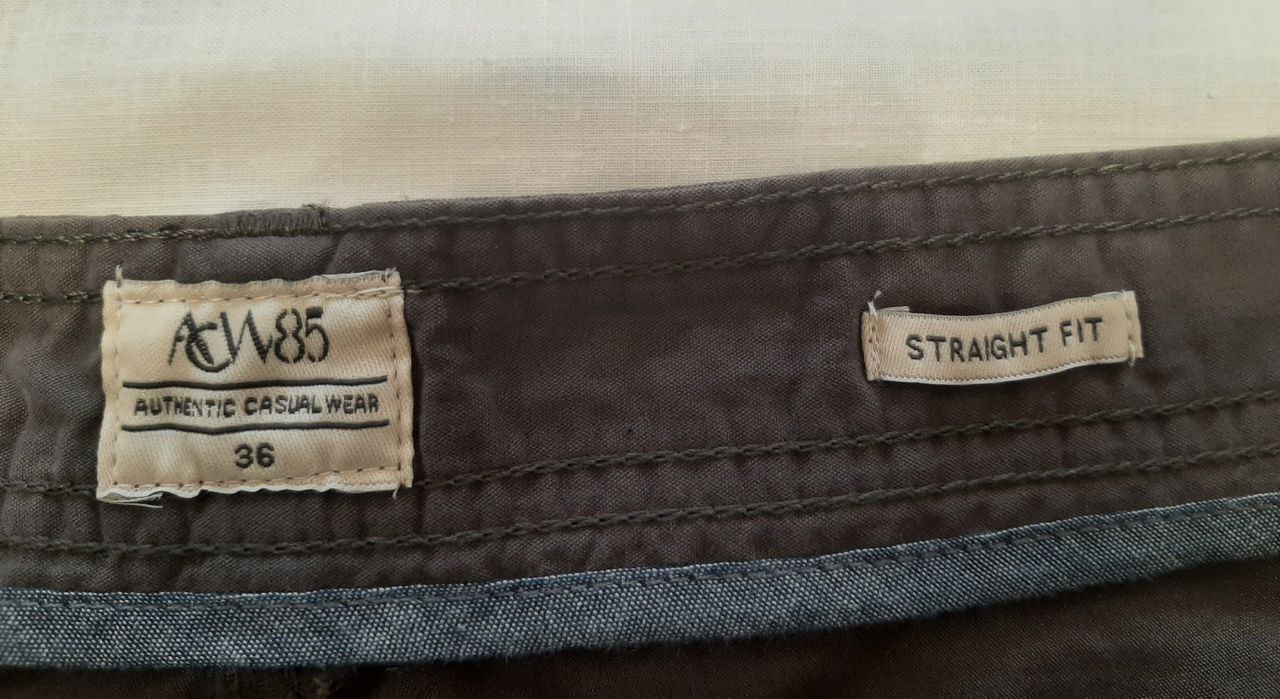 ACW85
AUTHENTIC CASUAL WEAR
36
STRAIGHT FIT